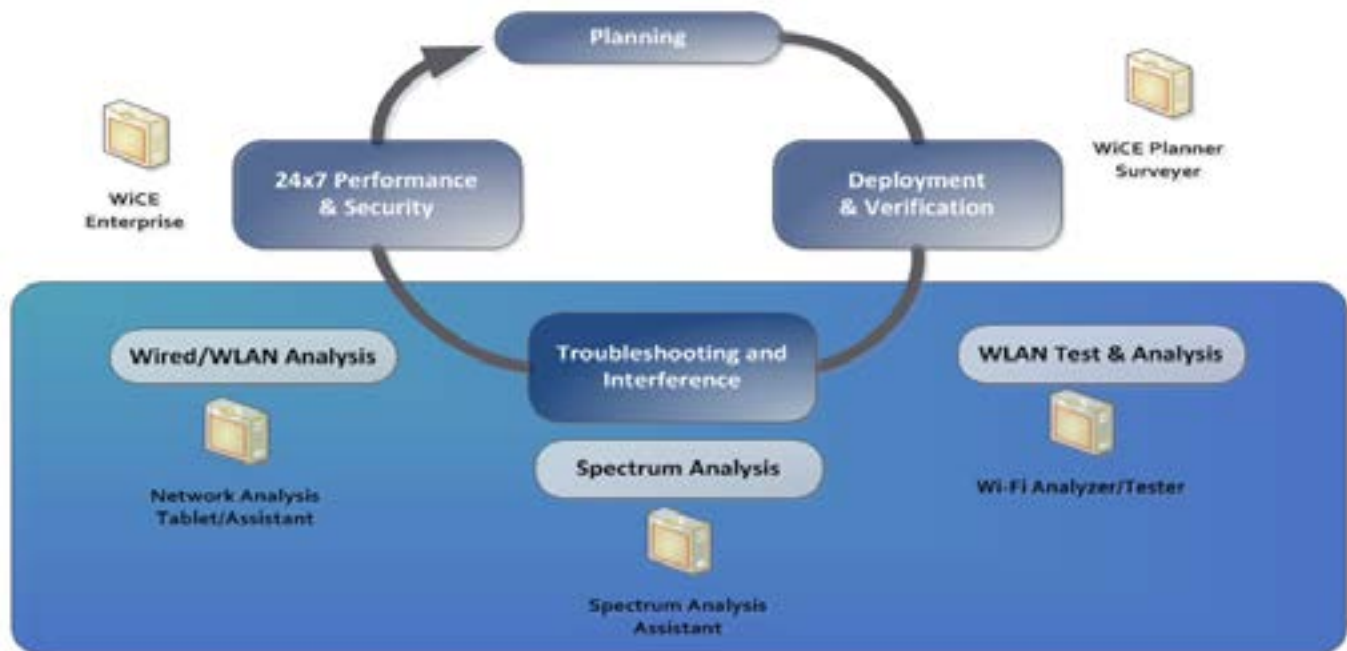 Planning
WiCE
Enterprise
24x7 Performance
& Security
Deployment
& Verification
WiCE Planner
Surveyer
Wired/WLAN Analysis
Troubleshooting and
Interference
WLAN Test & Analysis
Network Analysis
Tablet/Assistant
Spectrum Analysis
Wi-Fi Analyzer/Tester
Spectrum Analysis
Assistant